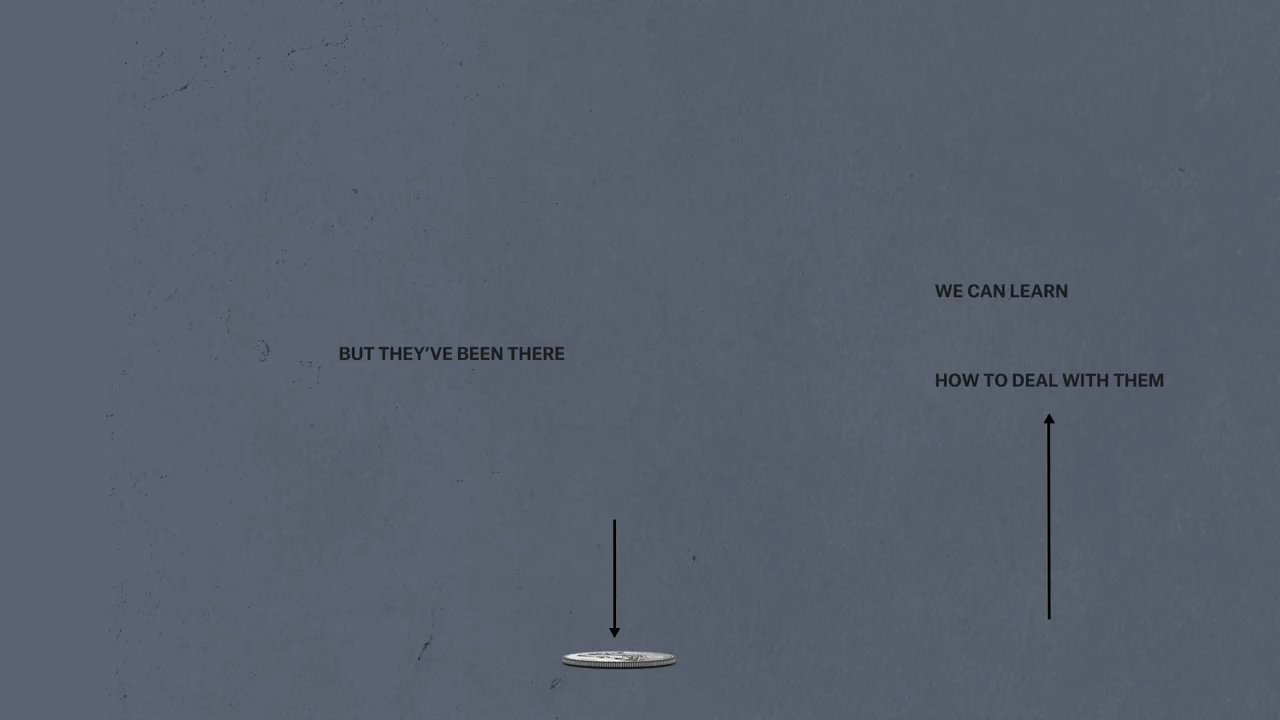 BUT THEY’VE BEEN THERE
WE CAN LEARN
HOW TO DEAL WITH THEM